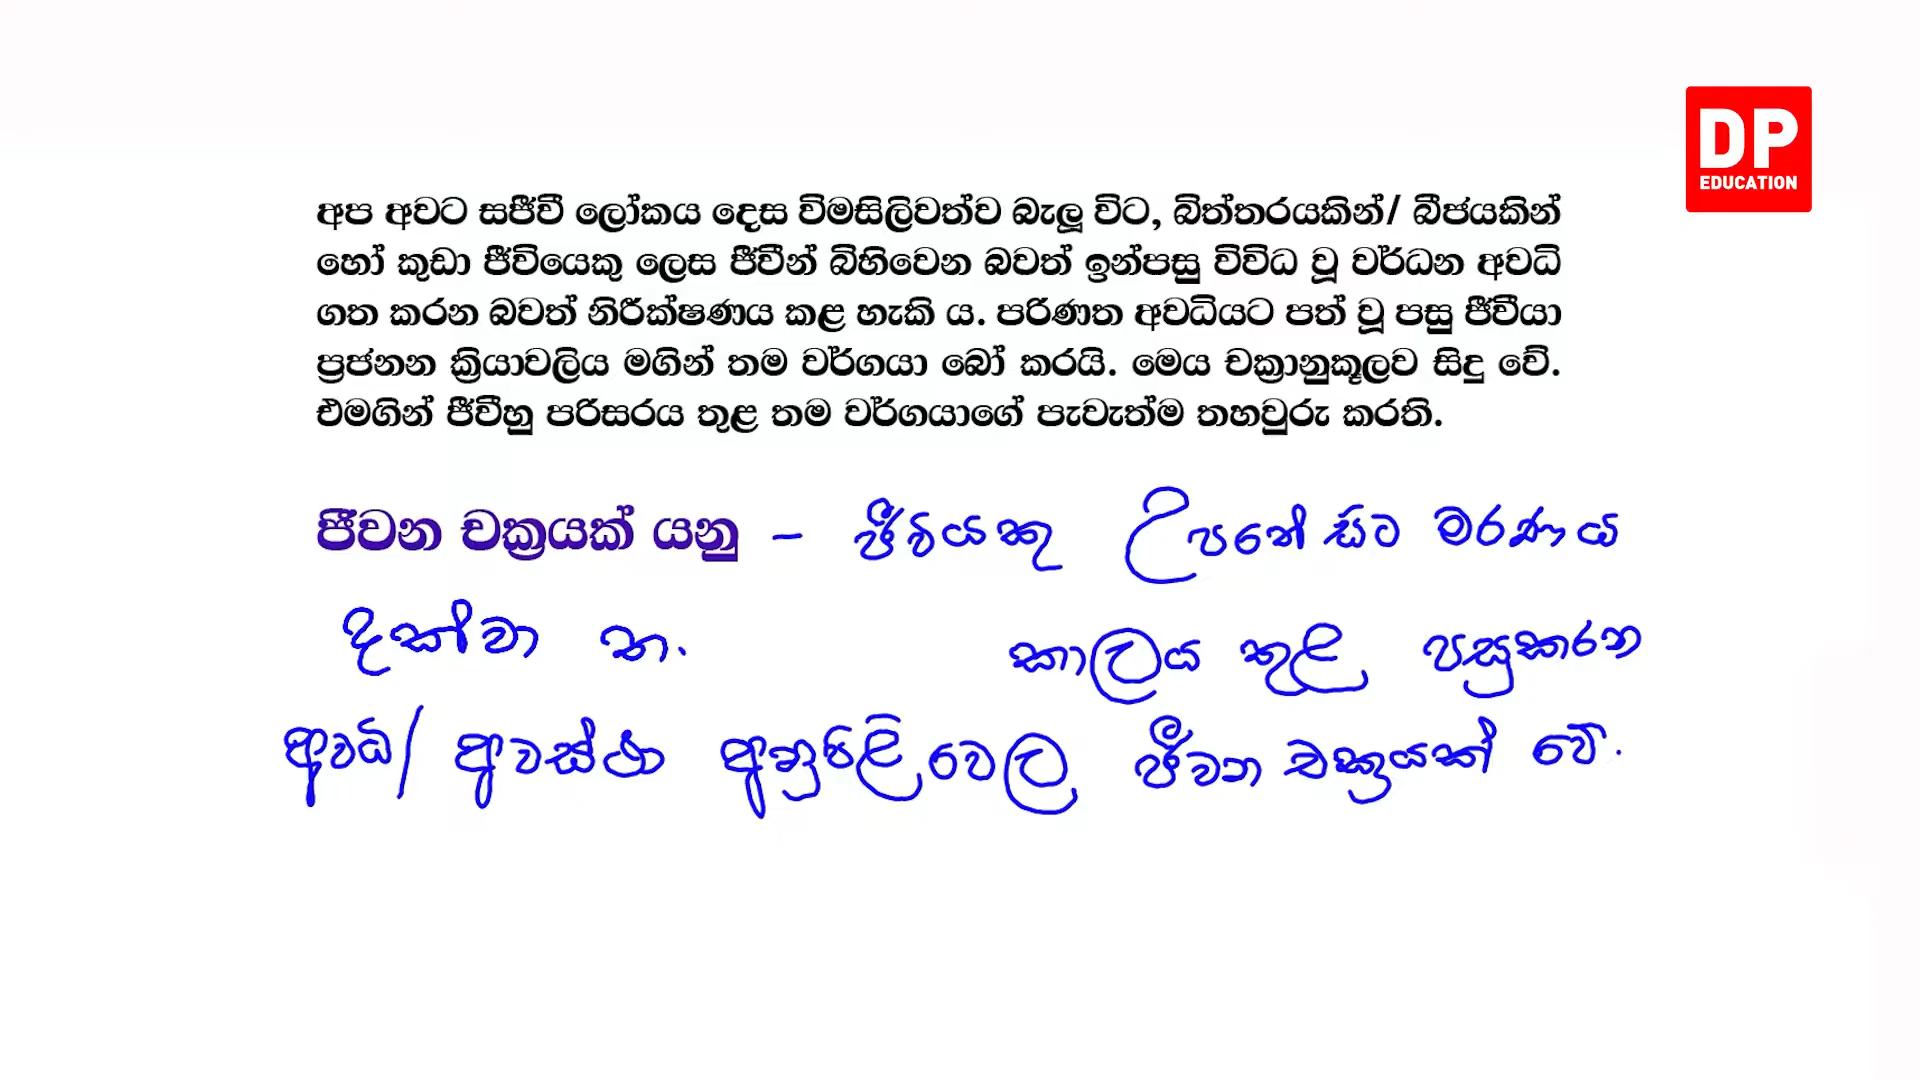 DP
EDUCATION
අප අවට සජීවී ලෝකය දෙස විමසිලිවත්ව බැලූ විට, බිත්තරයකින්/ බීජයකින්
හෝ කුඩා ජීවියෙකු ලෙස ජීවීන් බිහිවෙන බවත් ඉන්පසු විවිධ වූ වර්ධන අවධි
ගත කරන බවත් නිරීක්ෂණය කළ හැකි ය. පරිණත අවධියට පත් වූ පසු ජීවීයා
ප්‍රජනන ක්‍රියාවලිය මගින් තම වර්ගයා බෝ කරයි. මෙය චක්‍රානුකූලව සිදු වේ.
එමගින් ජීවීහු පරිසරය තුළ තම වර්ගයාගේ පැවැත්ම තහවුරු කරති.
ජීවන චක්‍රයක් යනු – ජීවියකු උපතේ සිට මරණය
දක්වා ත. කාලය තුළ පසුකරන
අවධි/ අවස්ථා අනුපිළිවෙල ජීවන චක්‍රයක් වේ.